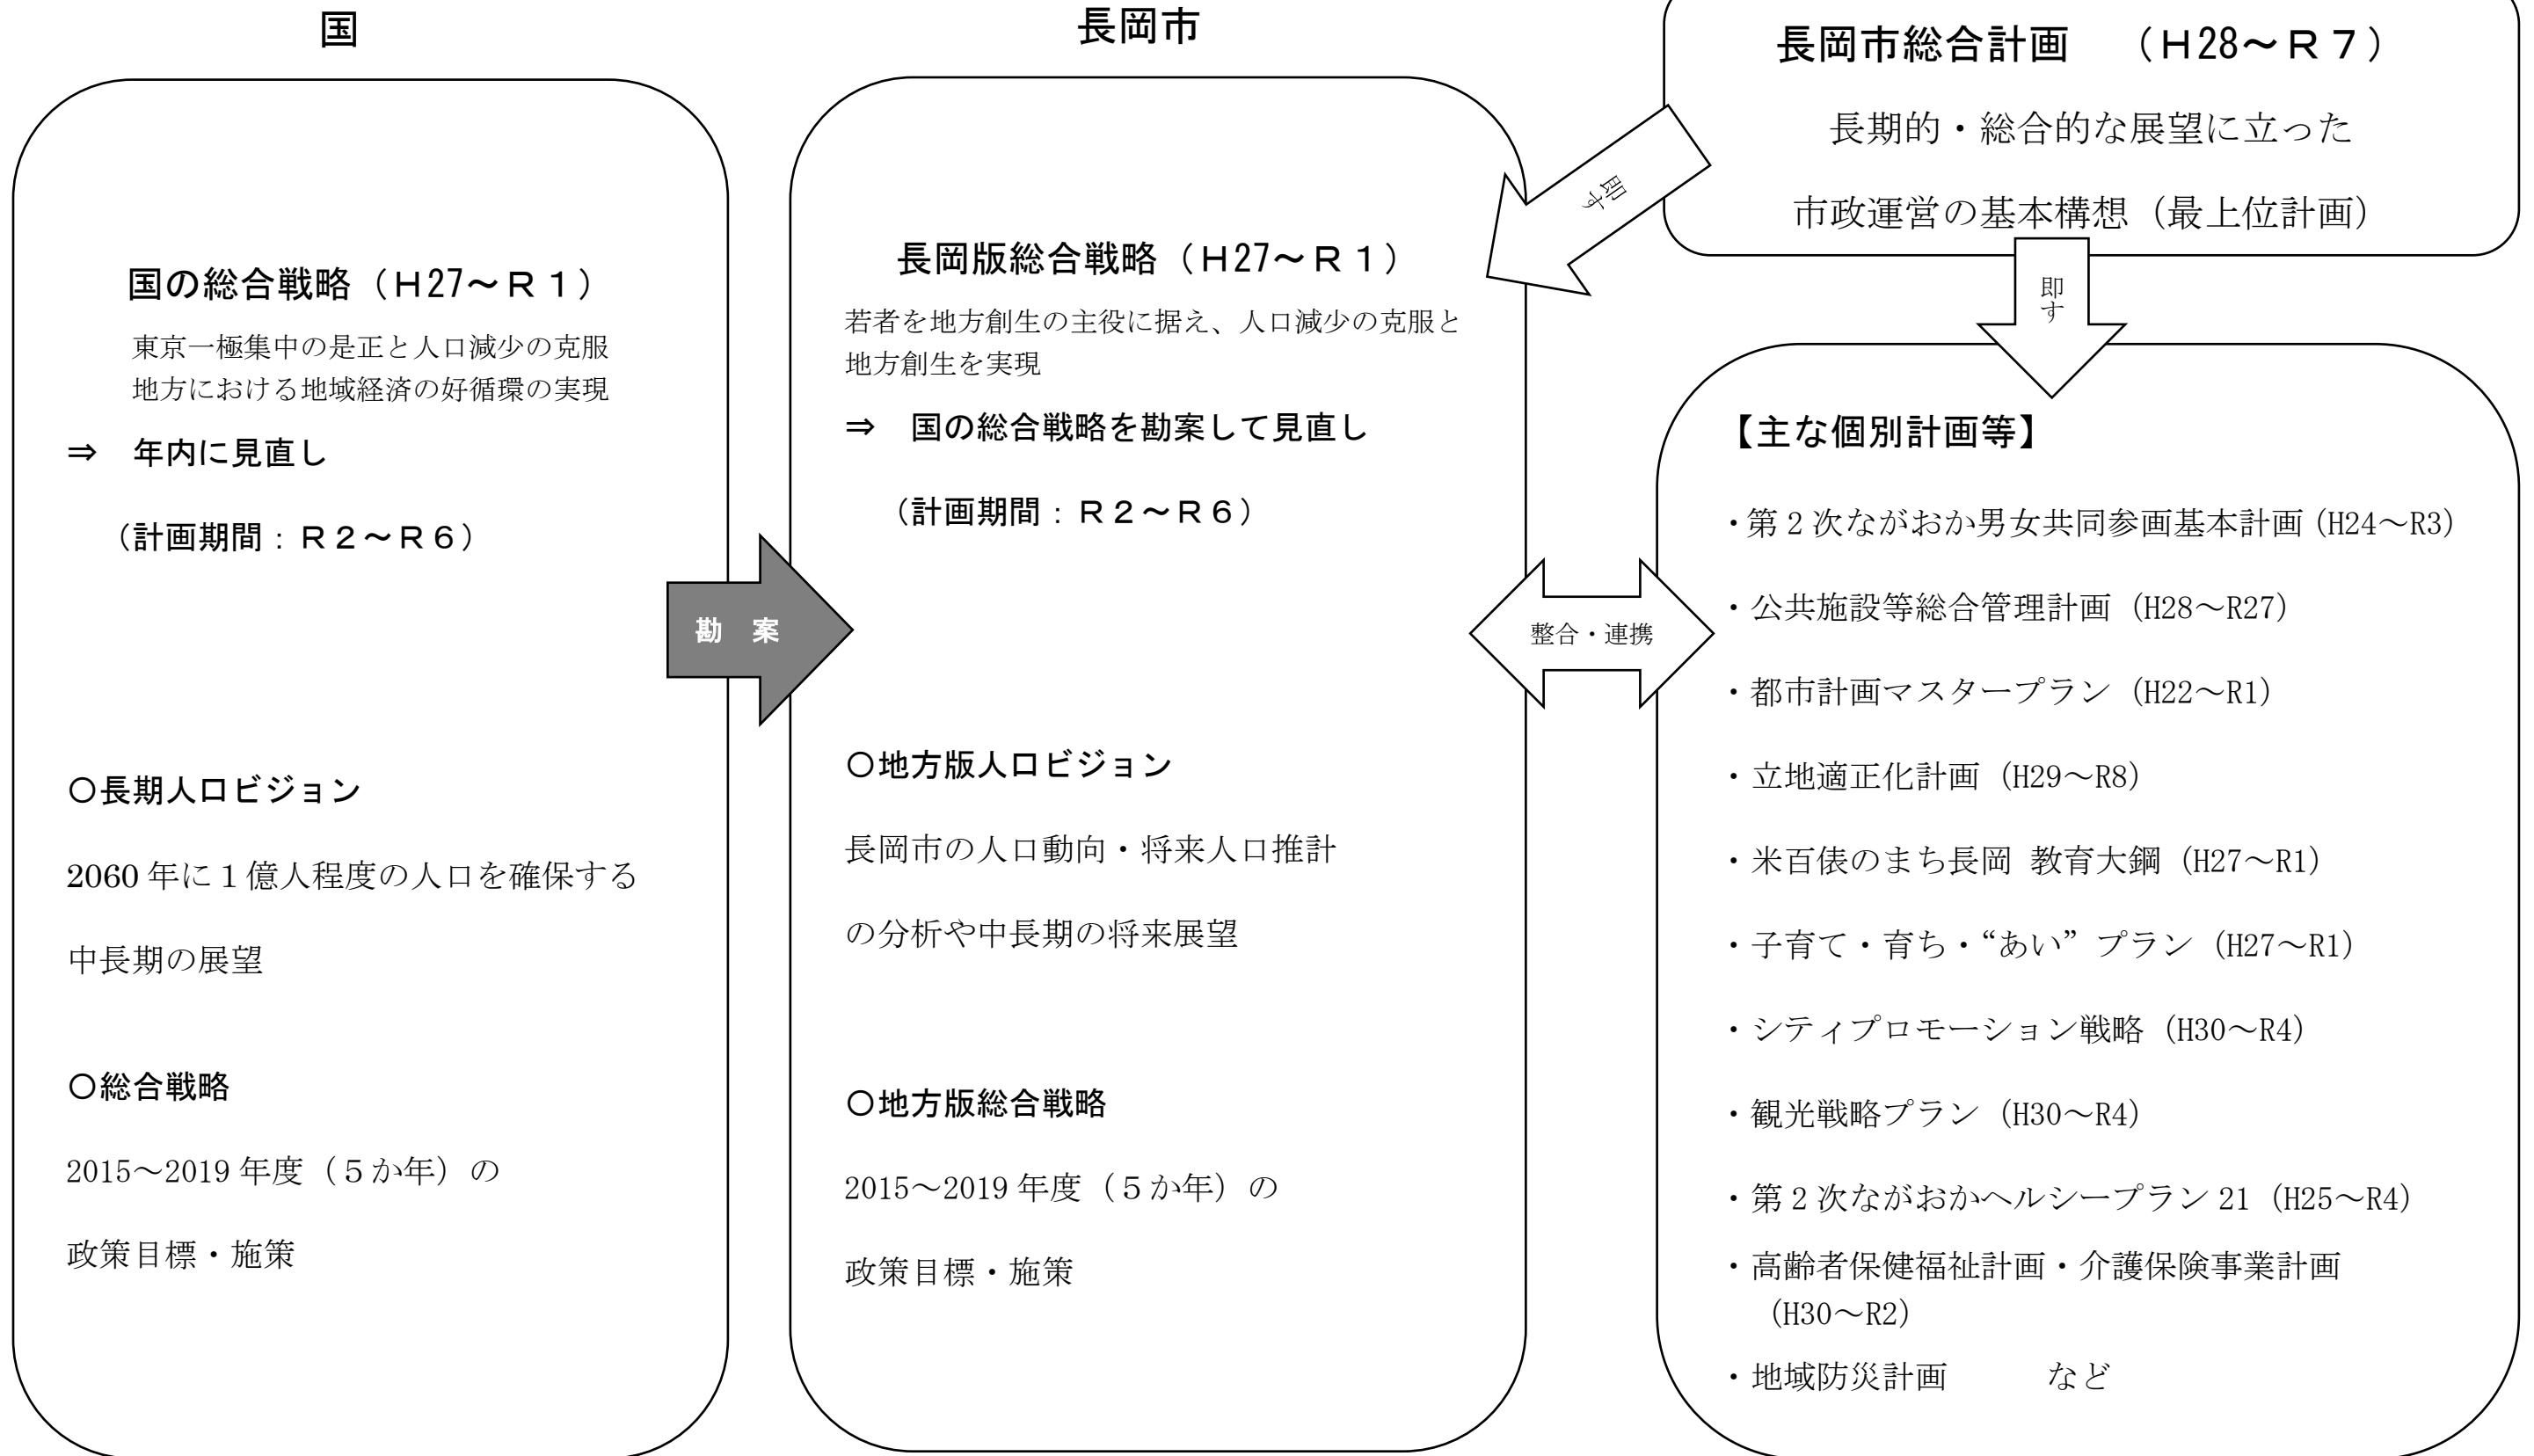 国
国の総合戦略（Ｈ27～Ｒ１）
東京一極集中の是正と人口減少の克服
地方における地域経済の好循環の実現
⇒　年内に見直し
（計画期間：Ｒ２～Ｒ６）
〇長期人口ビジョン
2060 年に１億人程度の人口を確保する
中長期の展望
〇総合戦略
2015～2019 年度（５か年）の
政策目標・施策
勘　案
長岡市
長岡版総合戦略（Ｈ27～Ｒ１）
若者を地方創生の主役に据え、人口減少の克服と
地方創生を実現
⇒　国の総合戦略を勘案して見直し
（計画期間：Ｒ２～Ｒ６）
〇地方版人口ビジョン
長岡市の人口動向・将来人口推計
の分析や中長期の将来展望
〇地方版総合戦略
2015～2019 年度（５か年）の
政策目標・施策
即す
整合・連携
長岡市総合計画　（Ｈ28～Ｒ７）
長期的・総合的な展望に立った
市政運営の基本構想（最上位計画）
即す
【主な個別計画等】
・第２次ながおか男女共同参画基本計画（H24～R3）
・公共施設等総合管理計画（H28～R27）
・都市計画マスタープラン（H22～R1）
・立地適正化計画（H29～R8）
・米百俵のまち長岡 教育大鋼（H27～R1）
・子育て・育ち・“あい”プラン（H27～R1）
・シティプロモーション戦略（H30～R4）
・観光戦略プラン（H30～R4）
・第２次ながおかヘルシープラン 21（H25～R4）
・高齢者保健福祉計画・介護保険事業計画
（H30～R2）
・地域防災計画　　　など